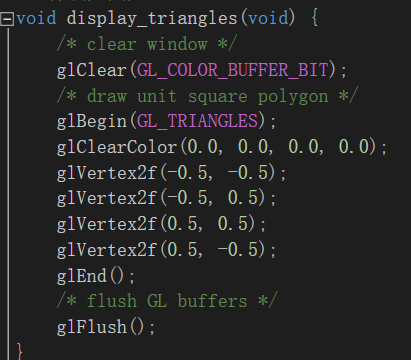 void display_triangles(void) {
/* clear window */
glClear(GL_COLOR_BUFFER_BIT);
/* draw unit square polygon */
glBegin(GL_TRIANGLES);
glClearColor(0.0, 0.0, 0.0, 0.0);
glVertex2f(-0.5, -0.5);
glVertex2f(-0.5, 0.5);
glVertex2f(0.5, 0.5);
glVertex2f(0.5, -0.5);
glEnd();
/* flush GL buffers */
glFlush();
}